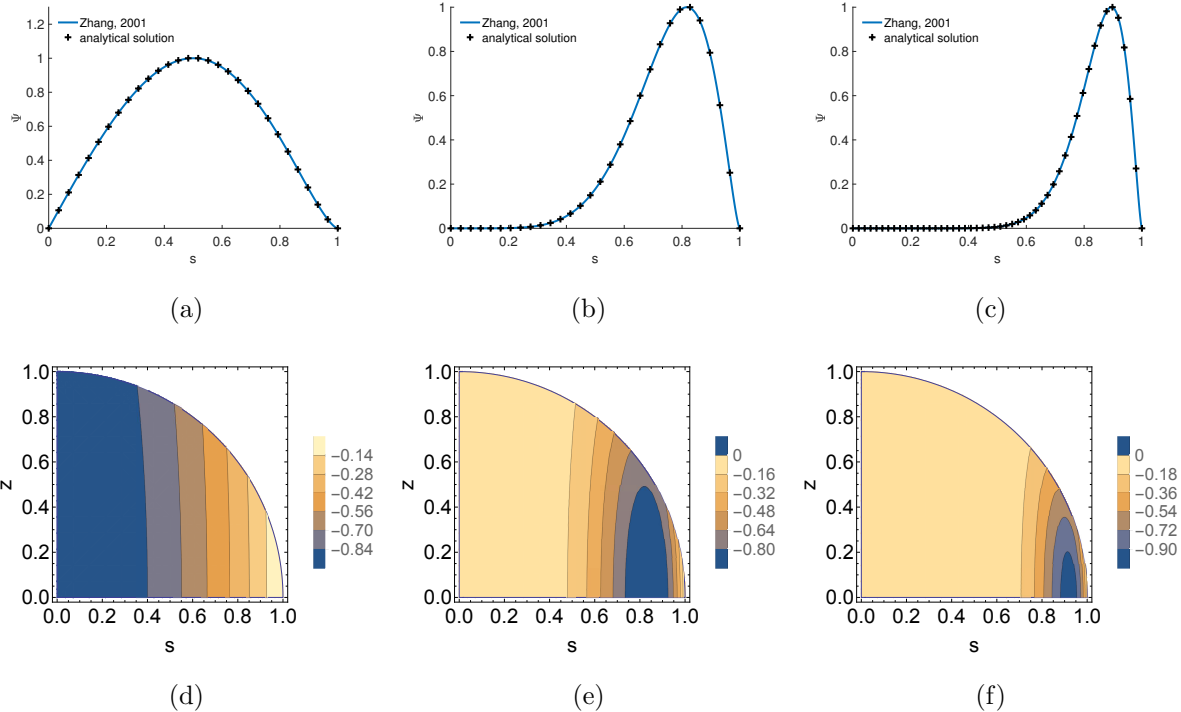 Zhang, 2001
analytical solution
Ψ
1.2
1
0.8
0.6
0.4
0.2
0
0 0.2 0.4 0.6 0.8 1
s
(a)
Zhang, 2001
analytical solution
Ψ
1
0.8
0.6
0.4
0.2
0
0 0.2 0.4 0.6 0.8 1
s
(b)
Zhang, 2001
analytical solution
Ψ
1
0.8
0.6
0.4
0.2
0
0 0.2 0.4 0.6 0.8 1
s
(c)
z
1.0
0.8
0.6
0.4
0.2
0.0
0.0 0.2 0.4 0.6 0.8 1.0
s
−0.14
−0.28
−0.42
−0.56
−0.70
−0.84
(d)
z
1.0
0.8
0.6
0.4
0.2
0.0
0.0 0.2 0.4 0.6 0.8 1.0
s
0
−0.16
−0.32
−0.48
−0.64
−0.80
(e)
z
1.0
0.8
0.6
0.4
0.2
0.0
0.0 0.2 0.4 0.6 0.8 1.0
s
0
−0.18
−0.36
−0.54
−0.72
−0.90
(f)